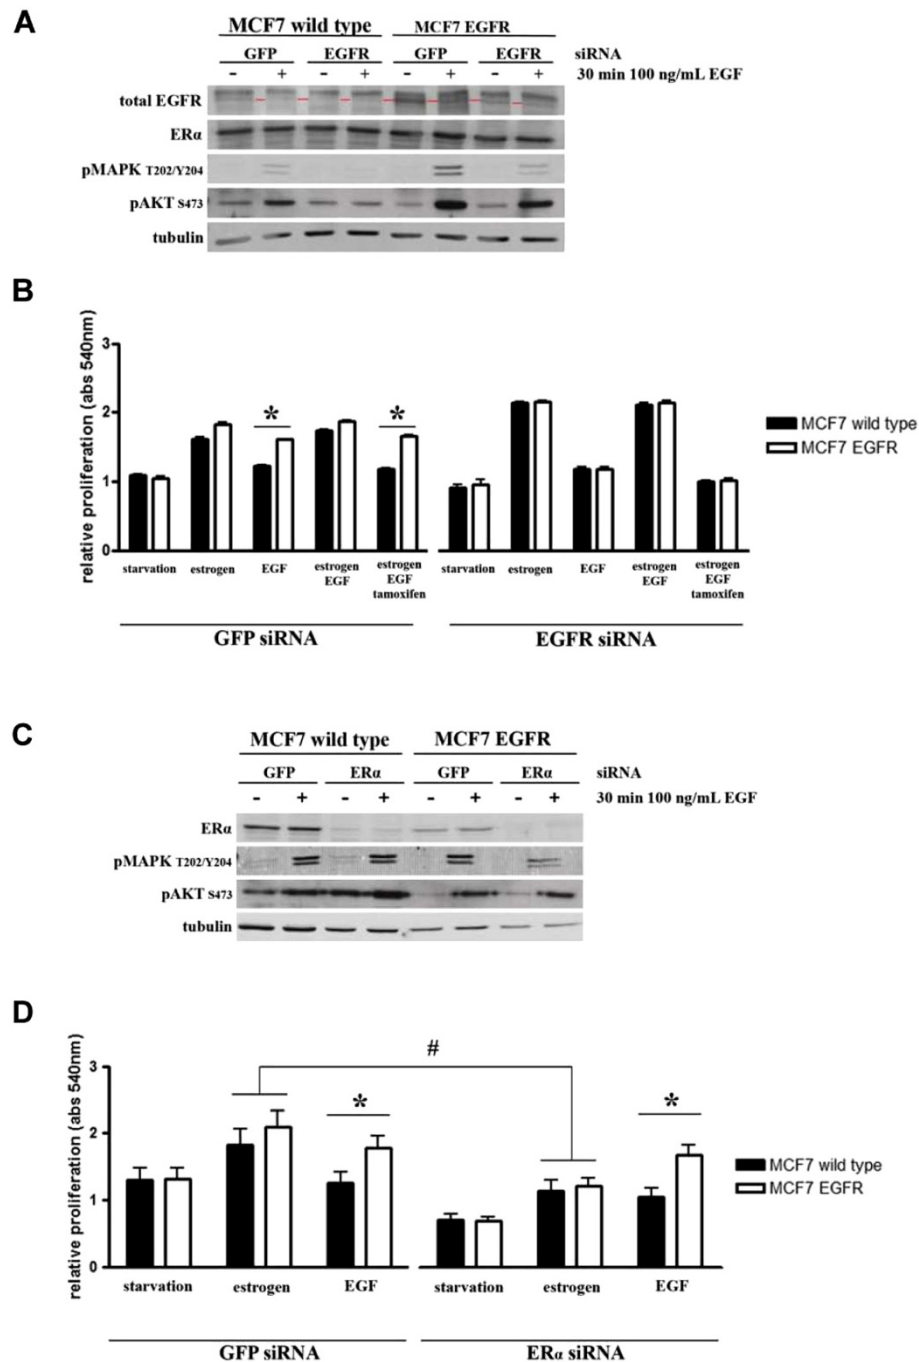 A
MCF7 wild type MCF7 EGFR
GFP EGFR GFP EGFR siRNA
- + - + - + - + 30 min 100 ng/mL EGF
total EGFR
ERα
pMAPK T202/Y204
pAKT S473
tubulin
B
relative proliferation (abs 540nm)
3
2
1
0
* *
MCF7 wild type
MCF7 EGFR
starvation estrogen EGF estrogen EGF estrogen EGF tamoxifen starvation estrogen EGF estrogen EGF estrogen EGF tamoxifen
GFP siRNA EGFR siRNA
C
MCF7 wild type MCF7 EGFR
GFP ERα GFP ERα siRNA
- + - + - + - + 30 min 100 ng/mL EGF
ERα
pMAPK T202/Y204
pAKT S473
tubulin
D
relative proliferation (abs 540nm)
3
2
1
0
#
* *
MCF7 wild type
MCF7 EGFR
starvation estrogen EGF starvation estrogen EGF
GFP siRNA ERα siRNA